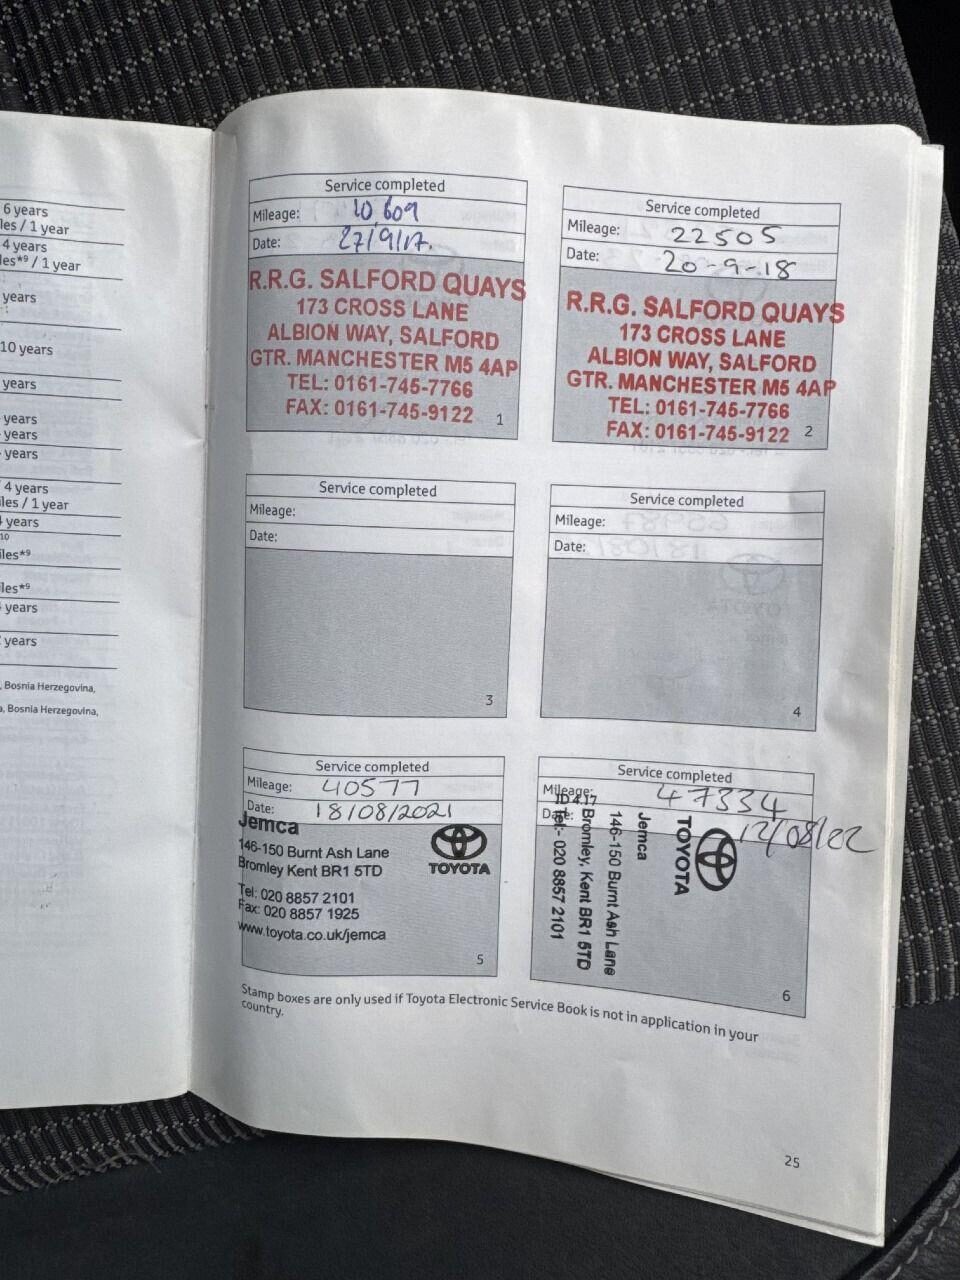 6 years
les / 1 year
4 years
les*9 / 1 year
years
10 years
years
years
years
years
4 years
les / 1 year
years
10
les*9
les*9
years
years
, Bosnia Herzegovina,
, Bosnia Herzegovina,
Service completed
Mileage: 10,609
Date: 27/9/17.
R.R.G. SALFORD QUAYS
173 CROSS LANE
ALBION WAY, SALFORD
GTR. MANCHESTER M5 4AP
TEL: 0161-745-7766
FAX: 0161-745-9122
1
Service completed
Mileage: 22505
Date: 20-9-18
R.R.G. SALFORD QUAYS
173 CROSS LANE
ALBION WAY, SALFORD
GTR. MANCHESTER M5 4AP
TEL: 0161-745-7766
FAX: 0161-745-9122
2
Service completed
Mileage:
Date:
3
Service completed
Mileage:
Date:
4
Service completed
Mileage: 40577
Date: 18/08/2021
Jemca
146-150 Burnt Ash Lane
Bromley Kent BR1 5TD
Tel: 020 8857 2101
Fax: 020 8857 1925
www.toyota.co.uk/jemca
TOYOTA
5
Service completed
Mileage: 47334
Date: 12/08/22
TOYOTA
Jemca
146-150 Burnt Ash Lane
Bromley, Kent BR1 5TD
Tel:- 020 8857 2101
ID 4.17
6
Stamp boxes are only used if Toyota Electronic Service Book is not in application in your
country.
25